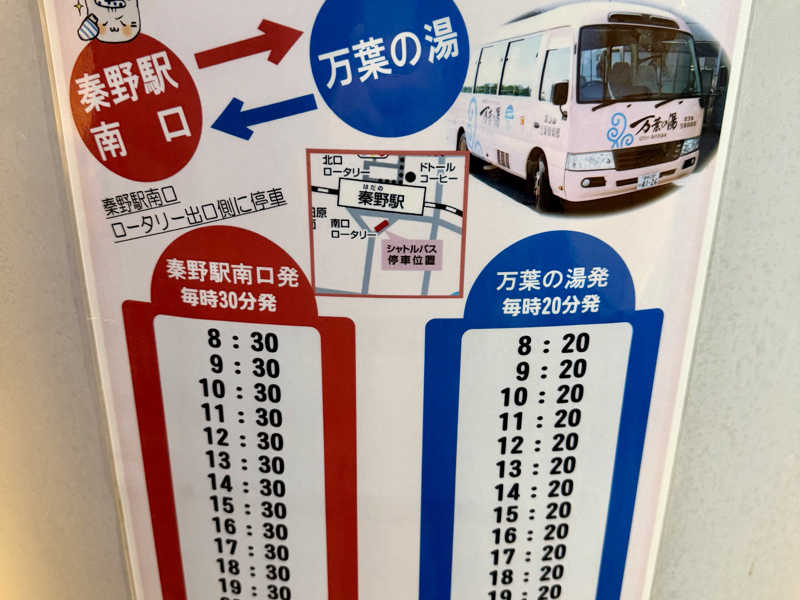 秦野駅
南口
万葉の湯
万葉の湯
秦野駅南口
ロータリー出口側に停車
北口
ロータリー
ドトール
コーヒー
はだの
秦野駅
南口
ロータリー
シャトルバス
停車位置
秦野駅南口発
毎時30分発
8:30
9:30
10:30
11:30
12:30
13:30
14:30
15:30
16:30
17:30
18:30
19:30
万葉の湯発
毎時20分発
8:20
9:20
10:20
11:20
12:20
13:20
14:20
15:20
16:20
17:20
18:20
19:20